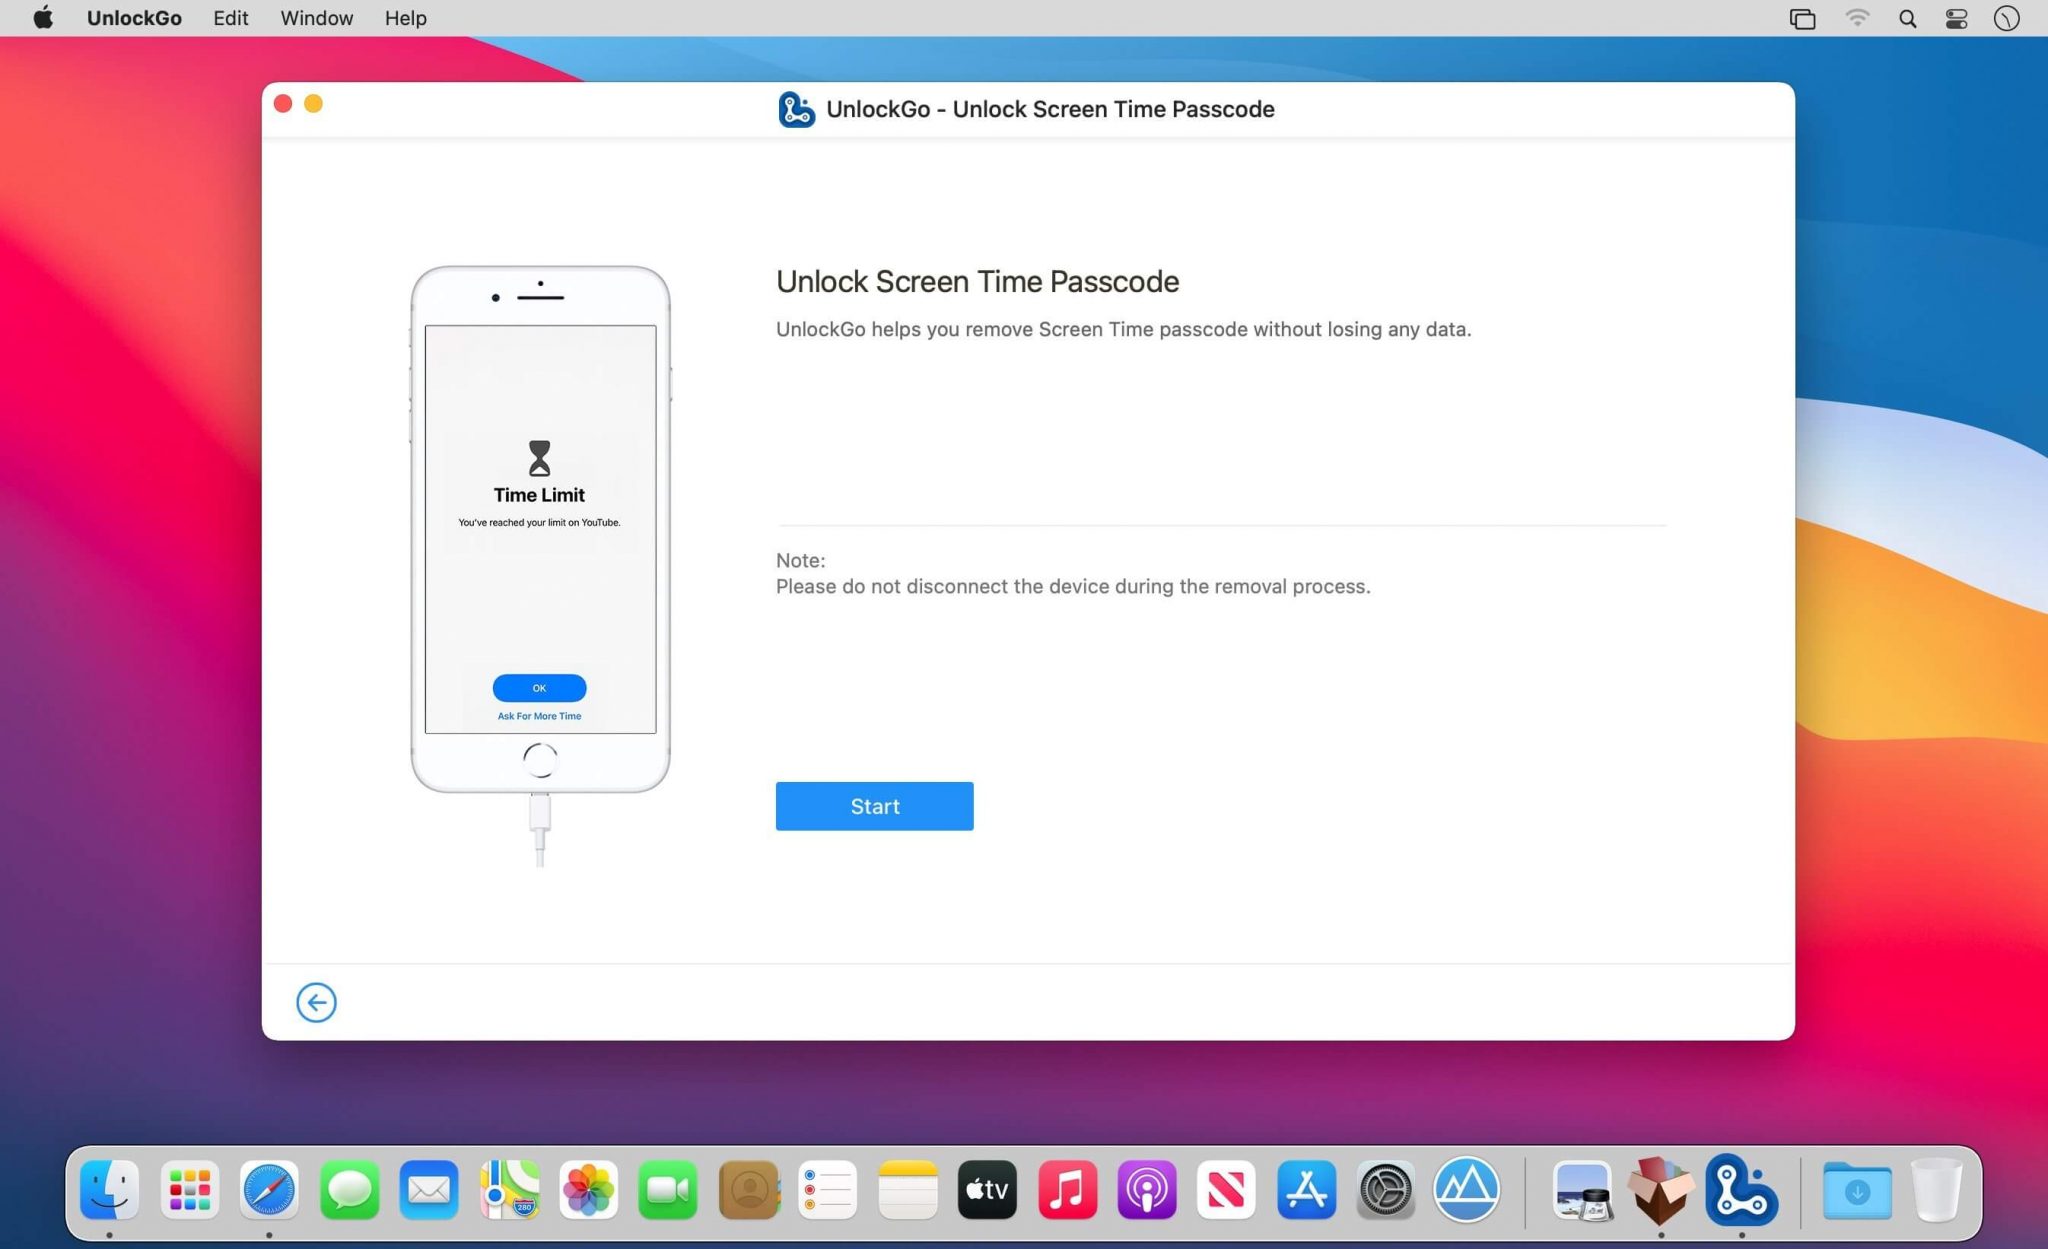 UnlockGo Edit Window Help
UnlockGo - Unlock Screen Time Passcode
Unlock Screen Time Passcode
UnlockGo helps you remove Screen Time passcode without losing any data.
Time Limit
You've reached your limit on YouTube.
Note:
Please do not disconnect the device during the removal process.
OK
Ask For More Time
Start
280
tv